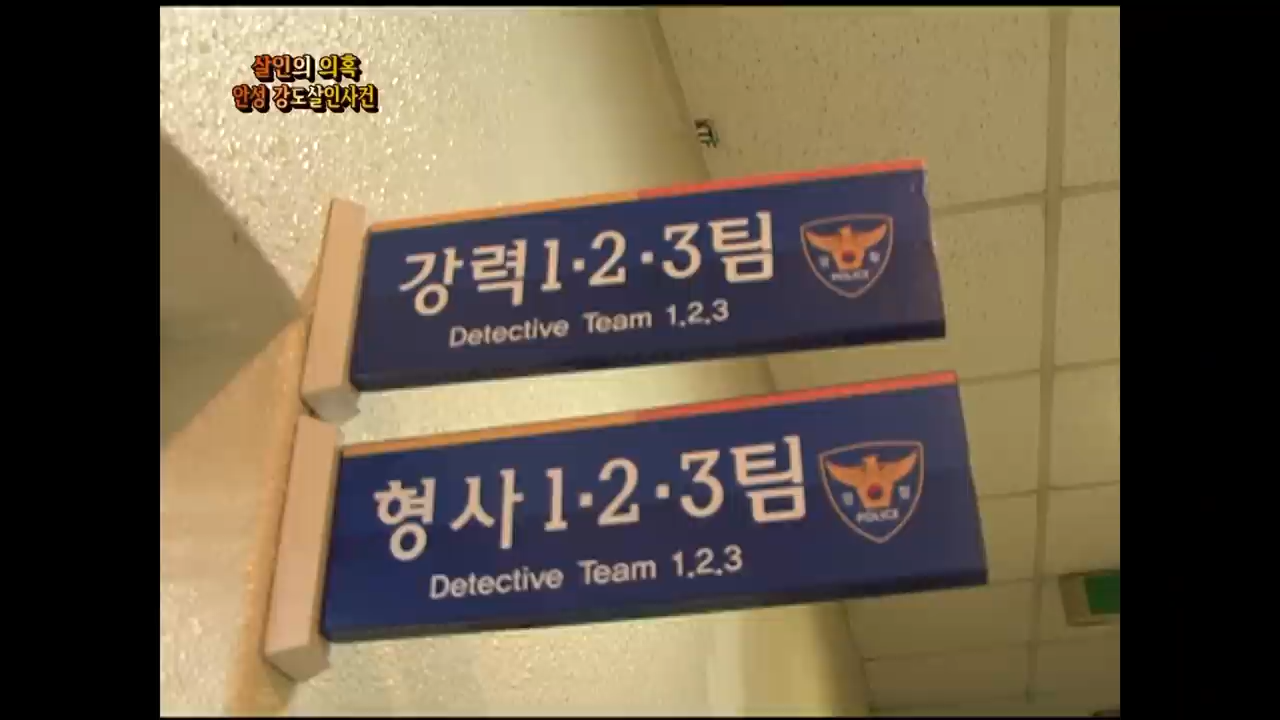 살인의 의혹
안성 강도살인사건
강력1·2·3팀
Detective Team 1.2.3
POLICE
형사1·2·3팀
Detective Team 1.2.3
POLICE